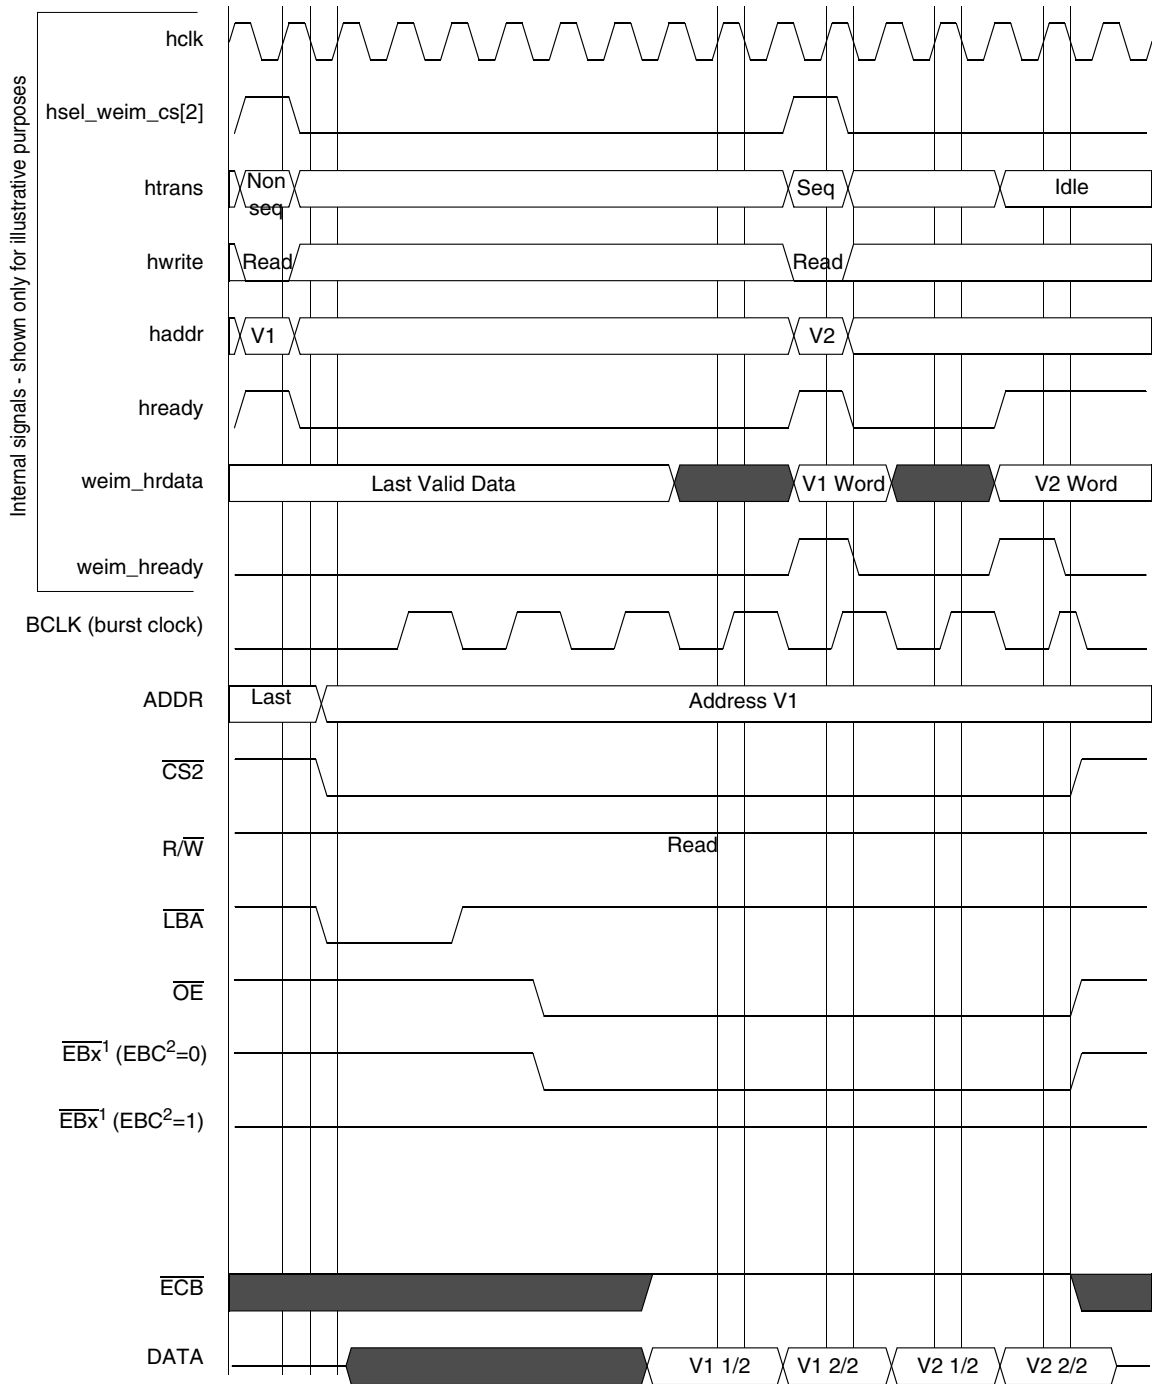 Internal signals - shown only for illustrative purposes
hclk
hsel_weim_cs[2]
htrans
Non
seq
Seq
Idle
hwrite
Read
Read
haddr
V1
V2
hready
weim_hrdata
Last Valid Data
V1 Word
V2 Word
weim_hready
BCLK (burst clock)
ADDR
Last
Address V1
CS2
R/W
Read
LBA
OE
EBx1 (EBC2=0)
EBx1 (EBC2=1)
ECB
DATA
V1 1/2
V1 2/2
V2 1/2
V2 2/2